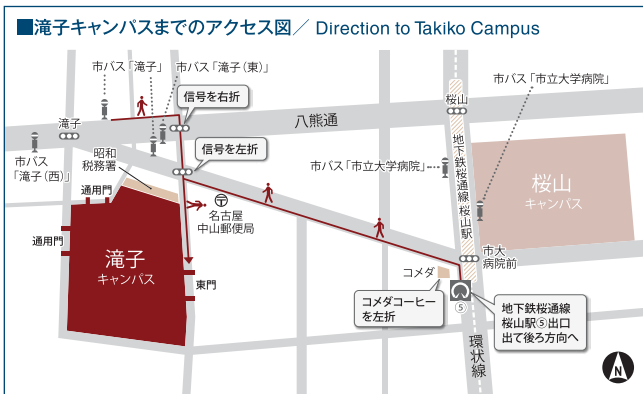 ■滝子キャンパスまでのアクセス図／ Direction to Takiko Campus
市バス「滝子」
市バス「滝子（東）」
信号を右折
桜山
市バス「市立大学病院」
滝子
八熊通
信号を左折
市バス
「滝子（西）」
昭和
税務署
市バス「市立大学病院」
地下鉄桜通線 桜山駅
桜山
キャンパス
通用門
名古屋
中山郵便局
通用門
滝子
キャンパス
東門
市大
病院前
コメダ
コメダコーヒー
を左折
⑤
地下鉄桜通線
桜山駅⑤出口
出て後ろ方向へ
環状線
N